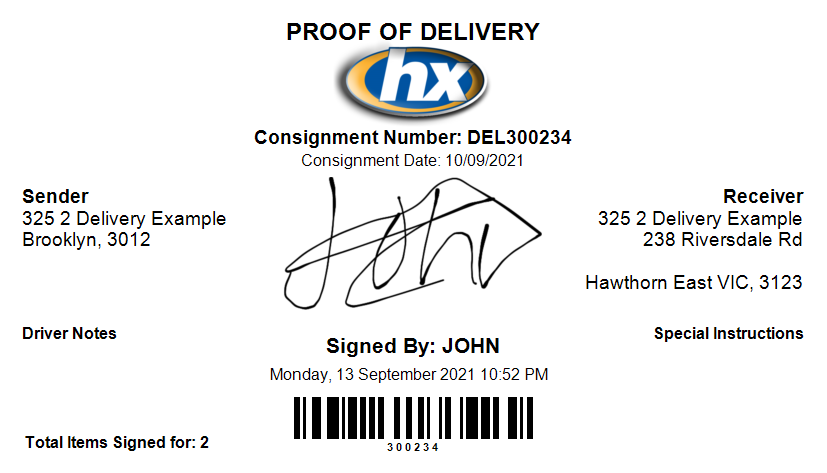 PROOF OF DELIVERY
hx
Consignment Number: DEL300234
Consignment Date: 10/09/2021
Sender
325 2 Delivery Example
Brooklyn, 3012
Receiver
325 2 Delivery Example
238 Riversdale Rd
Hawthorn East VIC, 3123
John
Driver Notes
Special Instructions
Signed By: JOHN
Monday, 13 September 2021 10:52 PM
300234
Total Items Signed for: 2